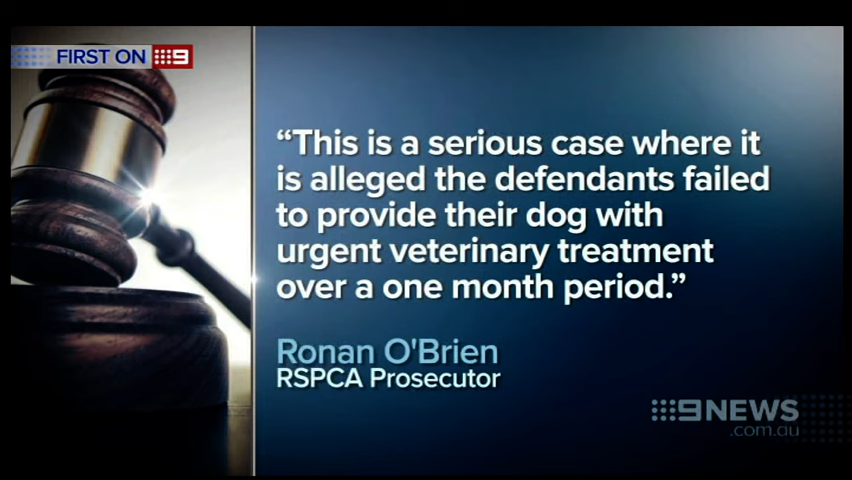 FIRST ON 9
“This is a serious case where it
is alleged the defendants failed
to provide their dog with
urgent veterinary treatment
over a one month period.”
Ronan O'Brien
RSPCA Prosecutor
9NEWS
.com.au